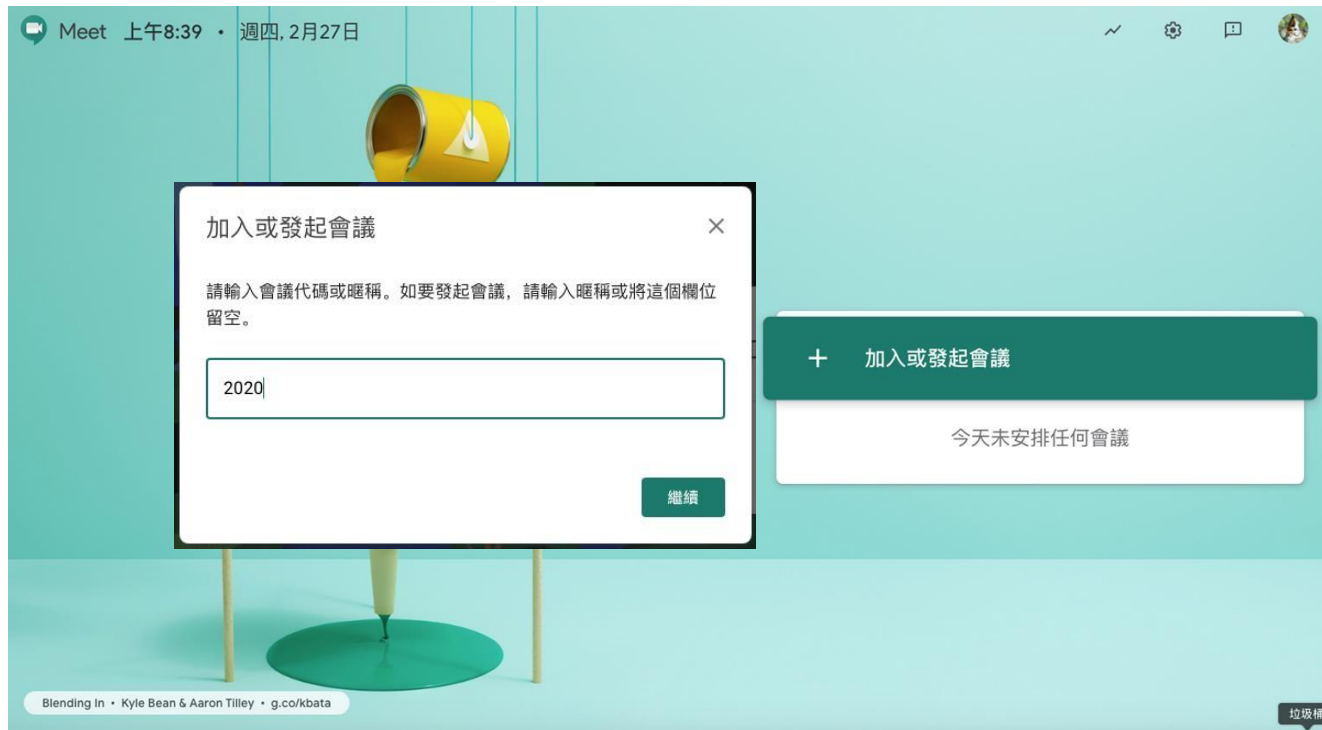 Meet 上午8:39 • 週四, 2月27日
加入或發起會議
請輸入會議代碼或暱稱。如要發起會議，請輸入暱稱或將這個欄位
留空。
2020
繼續
+ 加入或發起會議
今天未安排任何會議
Blending In • Kyle Bean & Aaron Tilley • g.co/kbata
垃圾桶